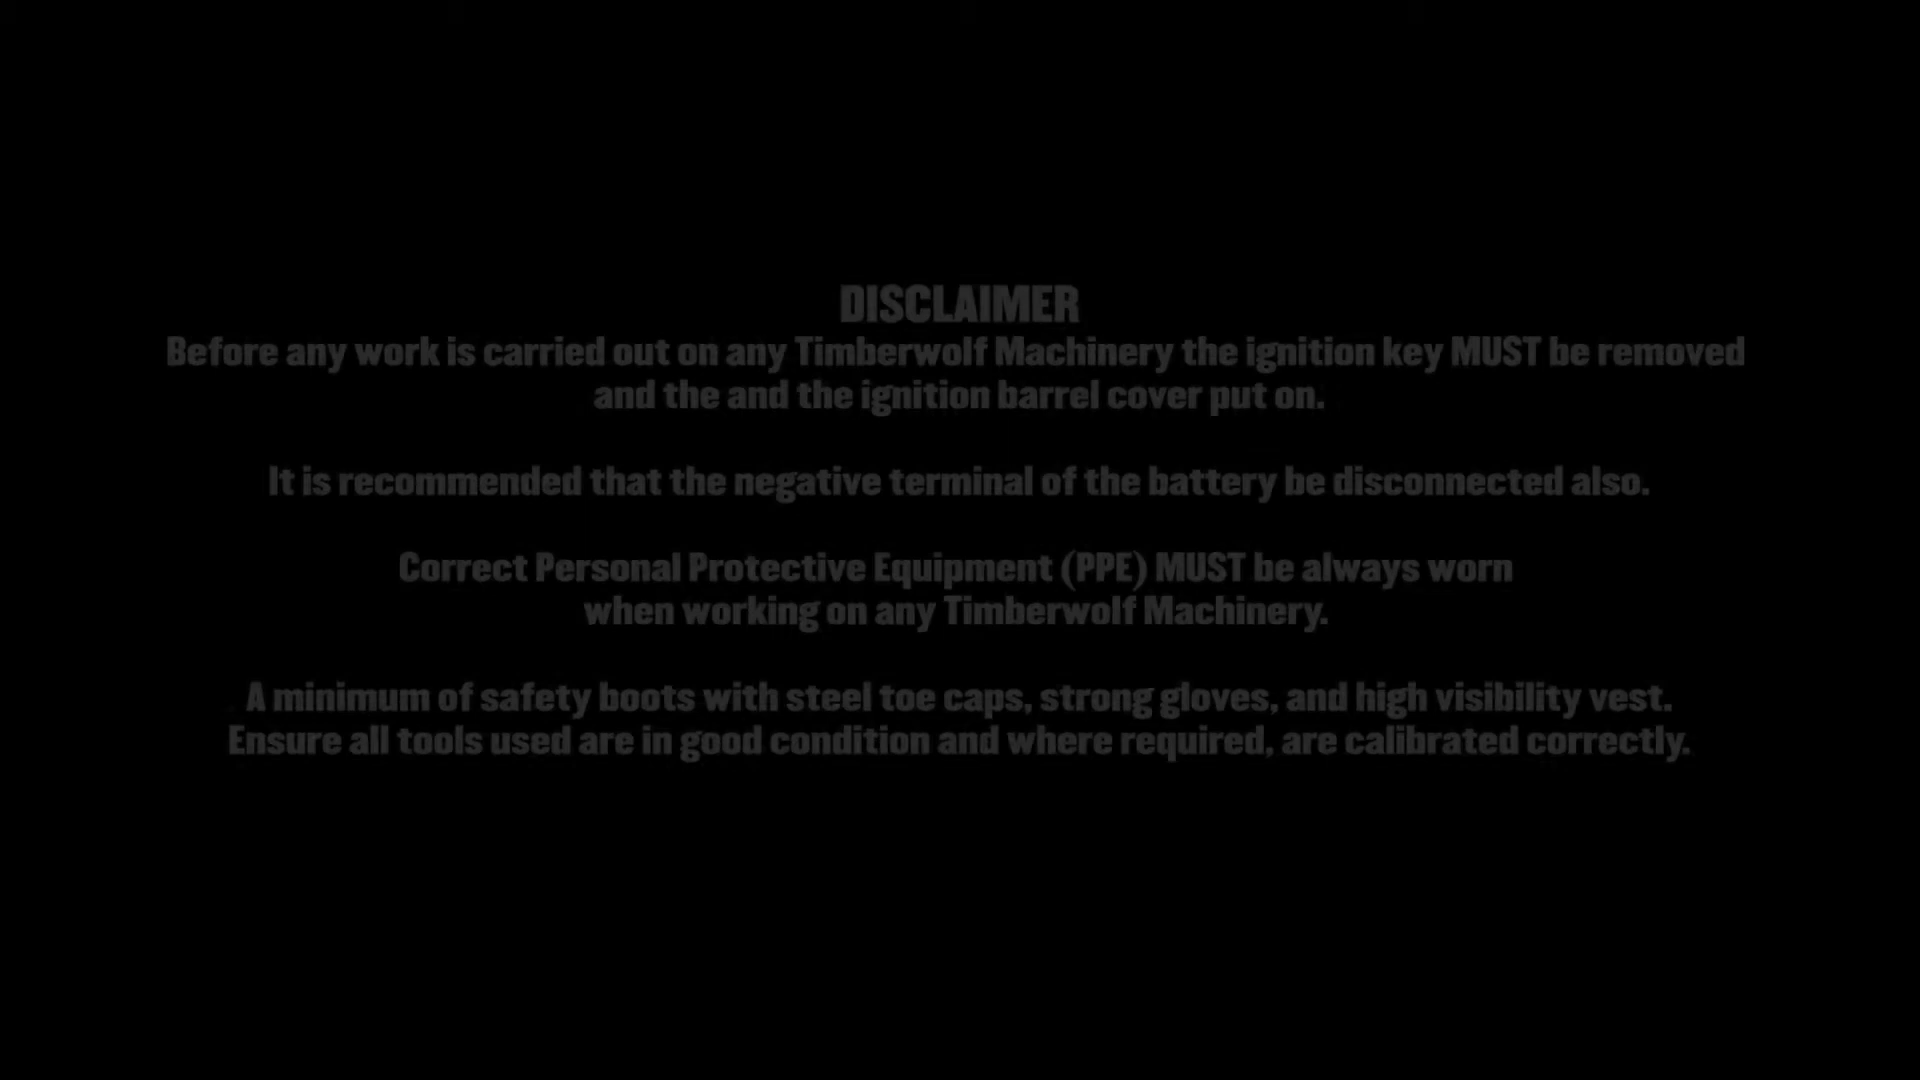 DISCLAIMER
Before any work is carried out on any Timberwolf Machinery the ignition key MUST be removed
and the and the ignition barrel cover put on.
It is recommended that the negative terminal of the battery be disconnected also.
Correct Personal Protective Equipment (PPE) MUST be always worn
when working on any Timberwolf Machinery.
A minimum of safety boots with steel toe caps, strong gloves, and high visibility vest.
Ensure all tools used are in good condition and where required, are calibrated correctly.